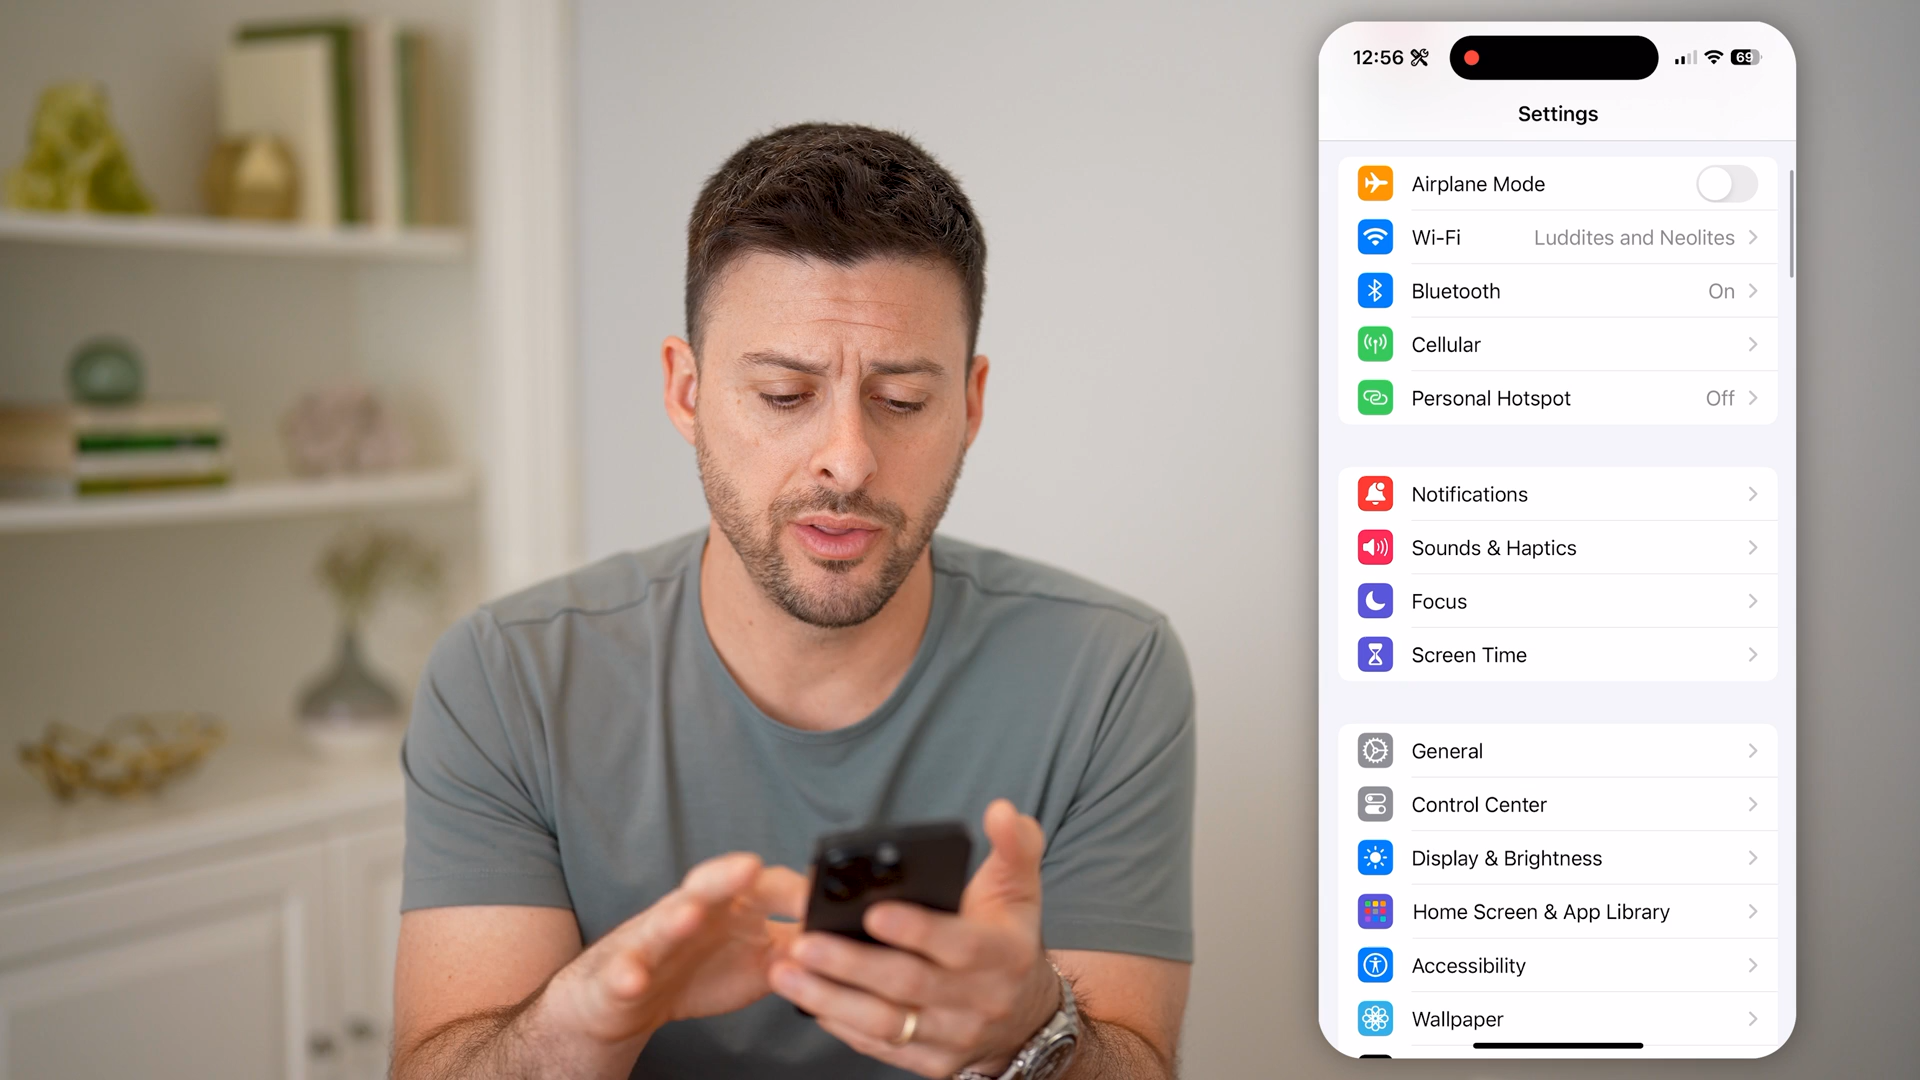 12:56 69
Settings
Airplane Mode
Wi-Fi Luddites and Neolites
Bluetooth On
Cellular
Personal Hotspot Off
Notifications
Sounds & Haptics
Focus
Screen Time
General
Control Center
Display & Brightness
Home Screen & App Library
Accessibility
Wallpaper